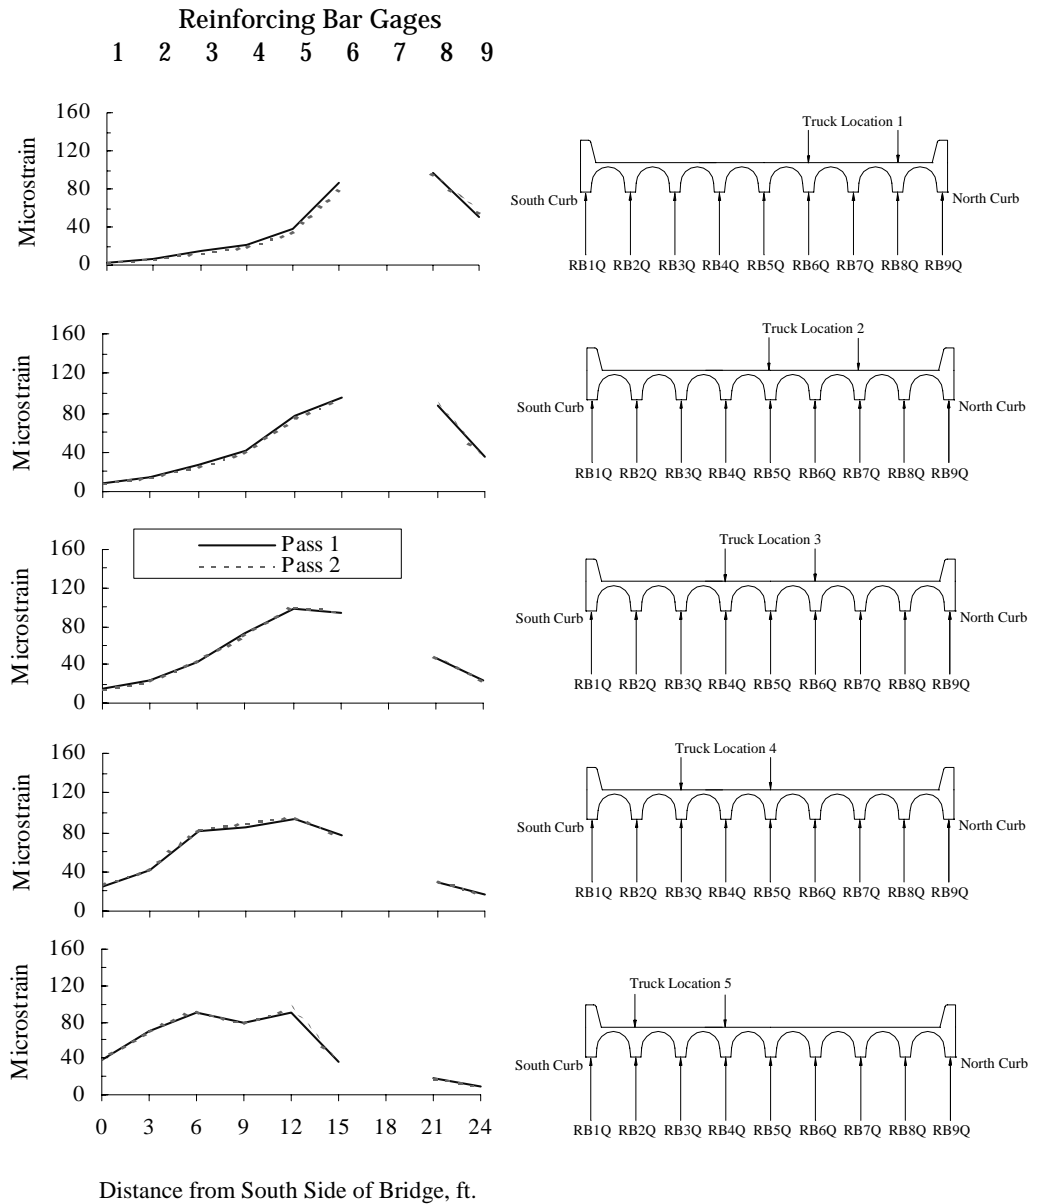 Reinforcing Bar Gages
1 2 3 4 5 6 7 8 9
160
120
80
40
0
Microstrain
Truck Location 1
South Curb
North Curb
RB1Q RB2Q RB3Q RB4Q RB5Q RB6Q RB7Q RB8Q RB9Q
160
120
80
40
0
Microstrain
Truck Location 2
South Curb
North Curb
RB1Q RB2Q RB3Q RB4Q RB5Q RB6Q RB7Q RB8Q RB9Q
160
120
80
40
0
Microstrain
Pass 1
Pass 2
Truck Location 3
South Curb
North Curb
RB1Q RB2Q RB3Q RB4Q RB5Q RB6Q RB7Q RB8Q RB9Q
160
120
80
40
0
Microstrain
Truck Location 4
South Curb
North Curb
RB1Q RB2Q RB3Q RB4Q RB5Q RB6Q RB7Q RB8Q RB9Q
160
120
80
40
0
Microstrain
0 3 6 9 12 15 18 21 24
Truck Location 5
South Curb
North Curb
RB1Q RB2Q RB3Q RB4Q RB5Q RB6Q RB7Q RB8Q RB9Q
Distance from South Side of Bridge, ft.